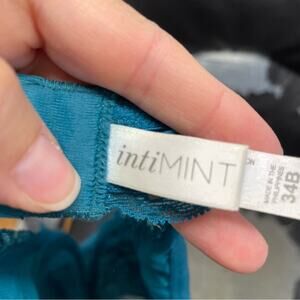 intiMINT
MADE IN THE
PHILIPPINES
34B